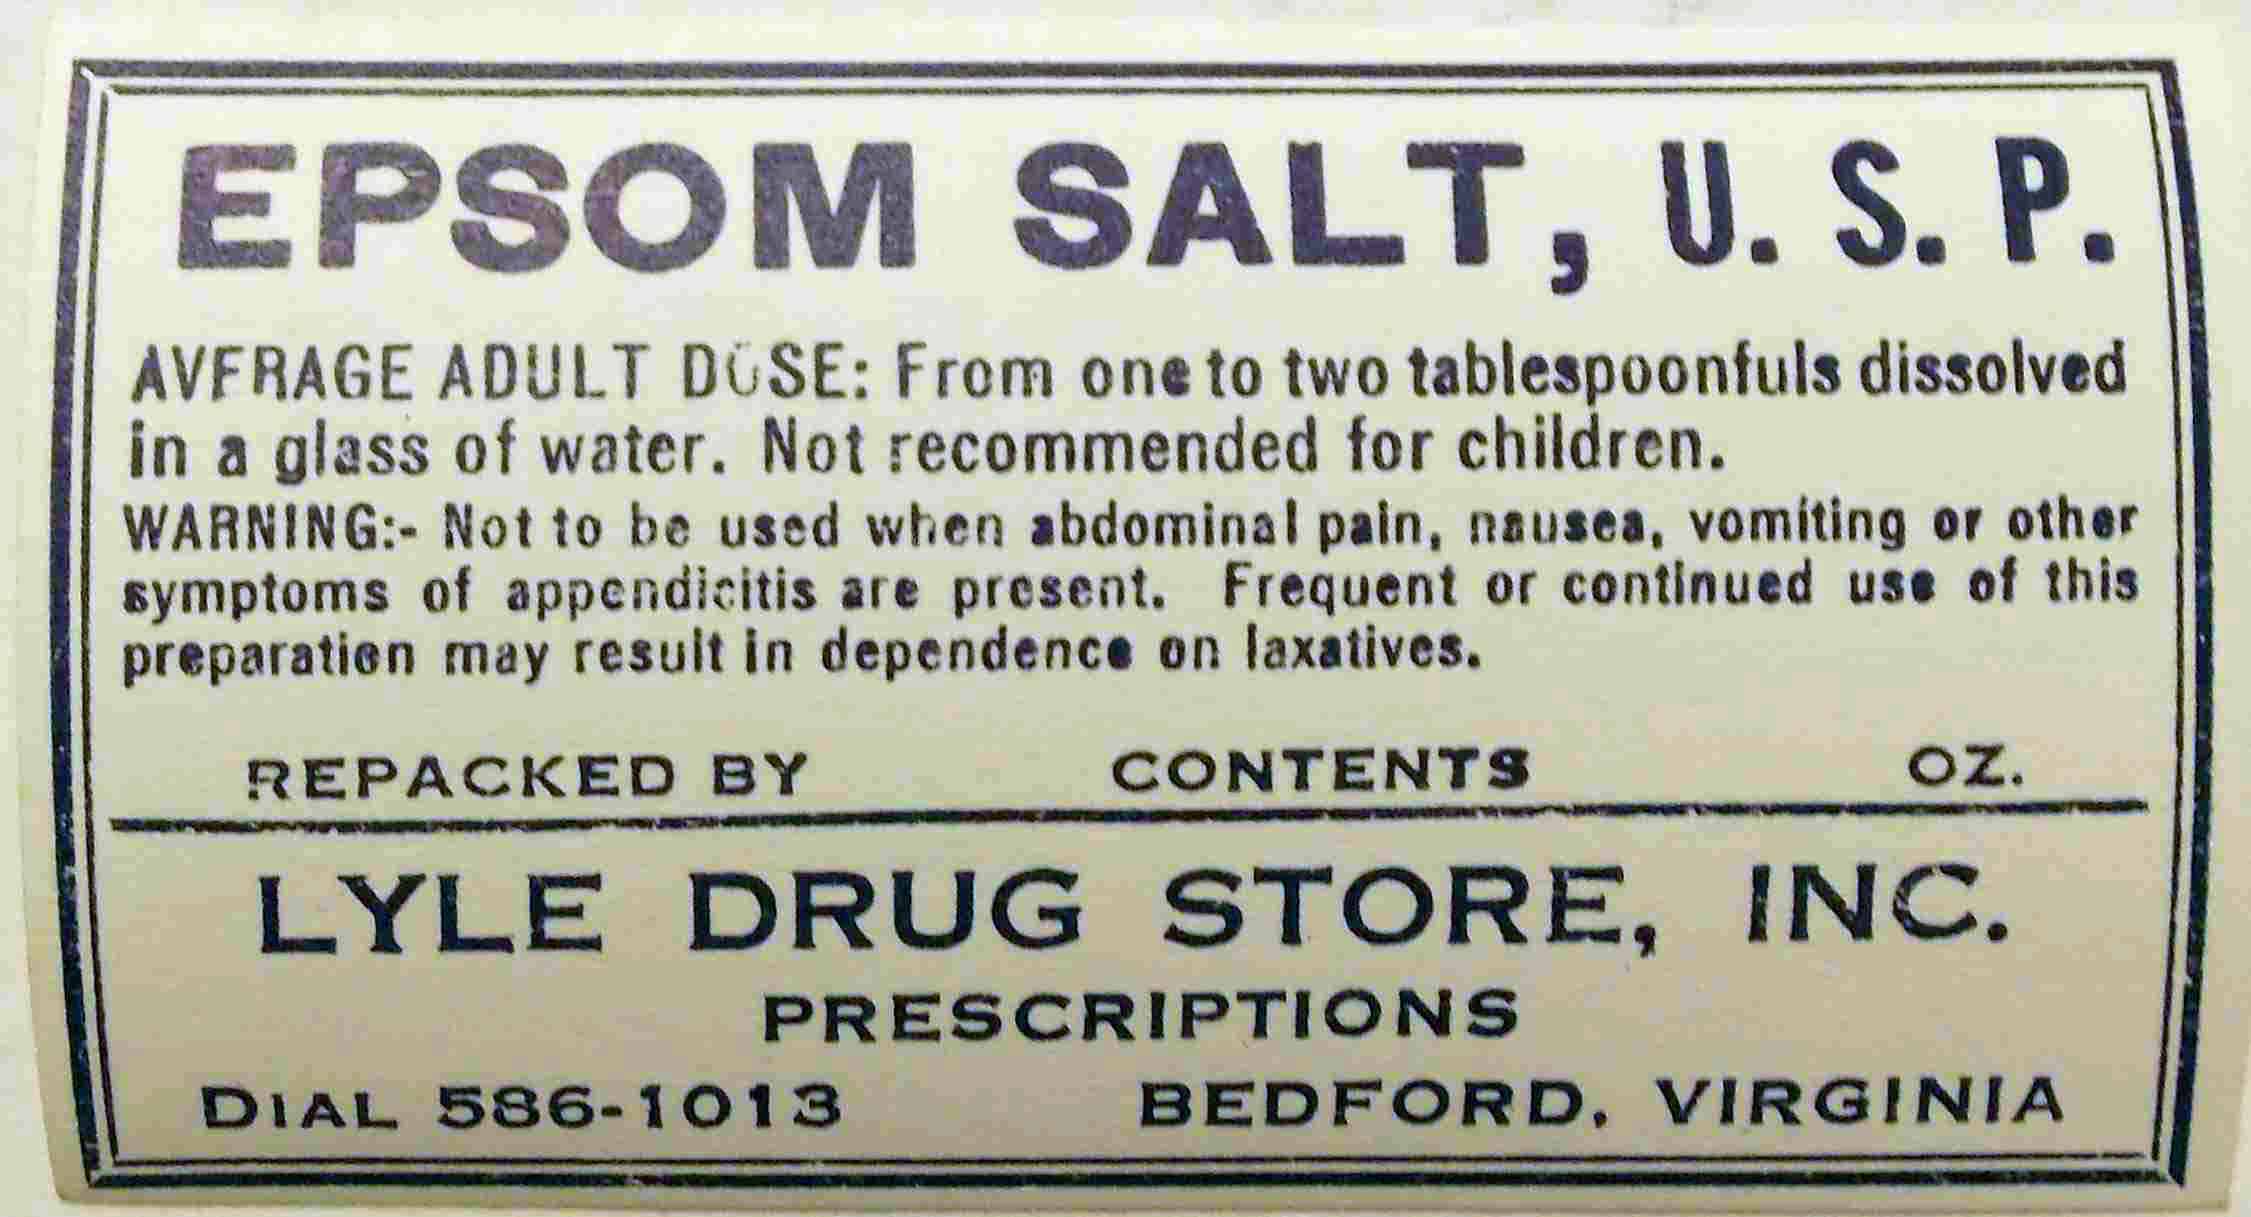 EPSOM SALT, U. S. P.
AVERAGE ADULT DOSE: From one to two tablespoonfuls dissolved
in a glass of water. Not recommended for children.
WARNING:- Not to be used when abdominal pain, nausea, vomiting or other
symptoms of appendicitis are present. Frequent or continued use of this
preparation may result in dependence on laxatives.
REPACKED BY CONTENTS OZ.
LYLE DRUG STORE, INC.
PRESCRIPTIONS
DIAL 586-1013 BEDFORD, VIRGINIA